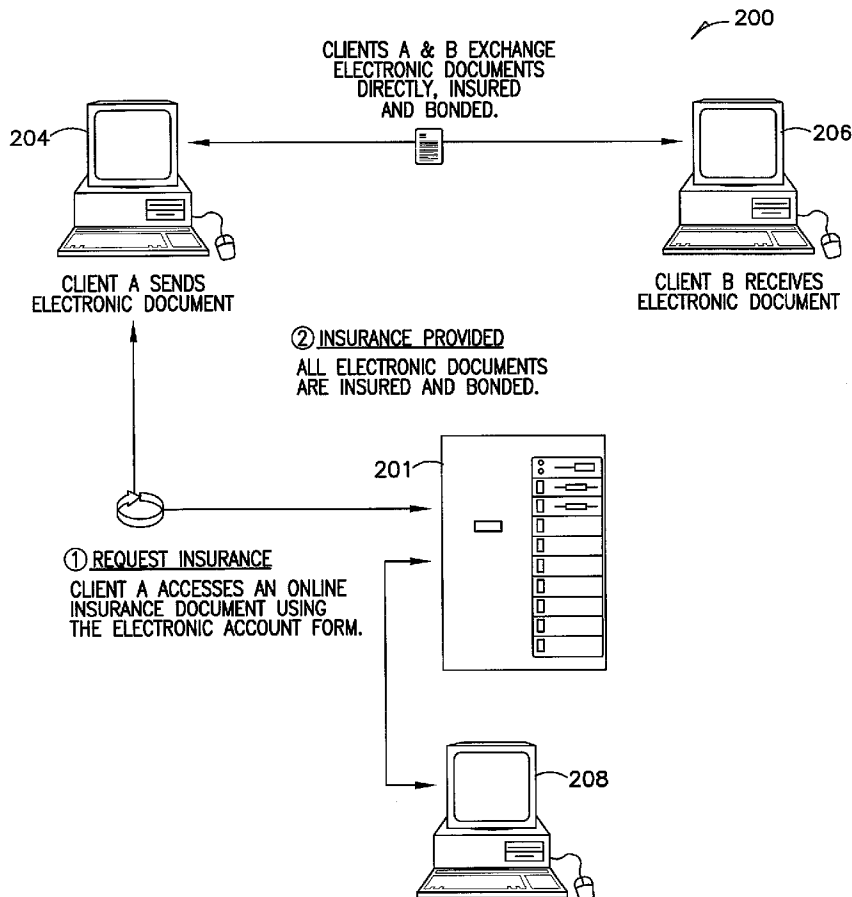 200
CLIENTS A & B EXCHANGE
ELECTRONIC DOCUMENTS
DIRECTLY, INSURED
AND BONDED.
204
206
CLIENT A SENDS
ELECTRONIC DOCUMENT
CLIENT B RECEIVES
ELECTRONIC DOCUMENT
② INSURANCE PROVIDED
ALL ELECTRONIC DOCUMENTS
ARE INSURED AND BONDED.
201
① REQUEST INSURANCE
CLIENT A ACCESSES AN ONLINE
INSURANCE DOCUMENT USING
THE ELECTRONIC ACCOUNT FORM.
208